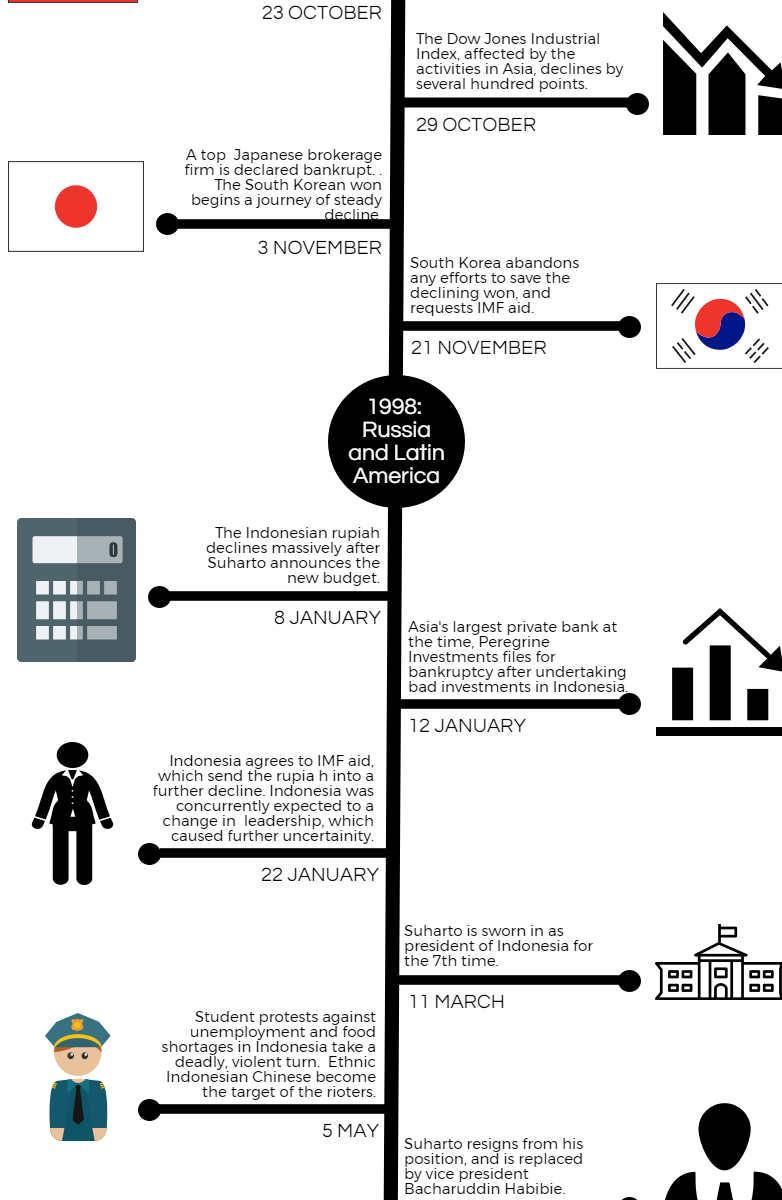 23 OCTOBER
The Dow Jones Industrial
Index, affected by the
activities in Asia, declines by
several hundred points.
29 OCTOBER
A top  Japanese brokerage
firm is declared bankrupt. .
The South Korean won
begins a journey of steady
decline.
3 NOVEMBER
South Korea abandons
any efforts to save the
declining won, and
requests IMF aid.
21 NOVEMBER
1998:
Russia
and Latin
America
The Indonesian rupiah
declines massively after
Suharto announces the
new budget.
8 JANUARY
0
Asia's largest private bank at
the time, Peregrine
Investments files for
bankruptcy after undertaking
bad investments in Indonesia.
12 JANUARY
Indonesia agrees to IMF aid,
which send the rupia h into a
further decline. Indonesia was
concurrently expected to a
change in  leadership, which
caused further uncertainity.
22 JANUARY
Suharto is sworn in as
president of Indonesia for
the 7th time.
11 MARCH
Student protests against
unemployment and food
shortages in Indonesia take a
deadly, violent turn.  Ethnic
Indonesian Chinese become
the target of the rioters.
5 MAY
Suharto resigns from his
position, and is replaced
by vice president
Bacharuddin Habibie.